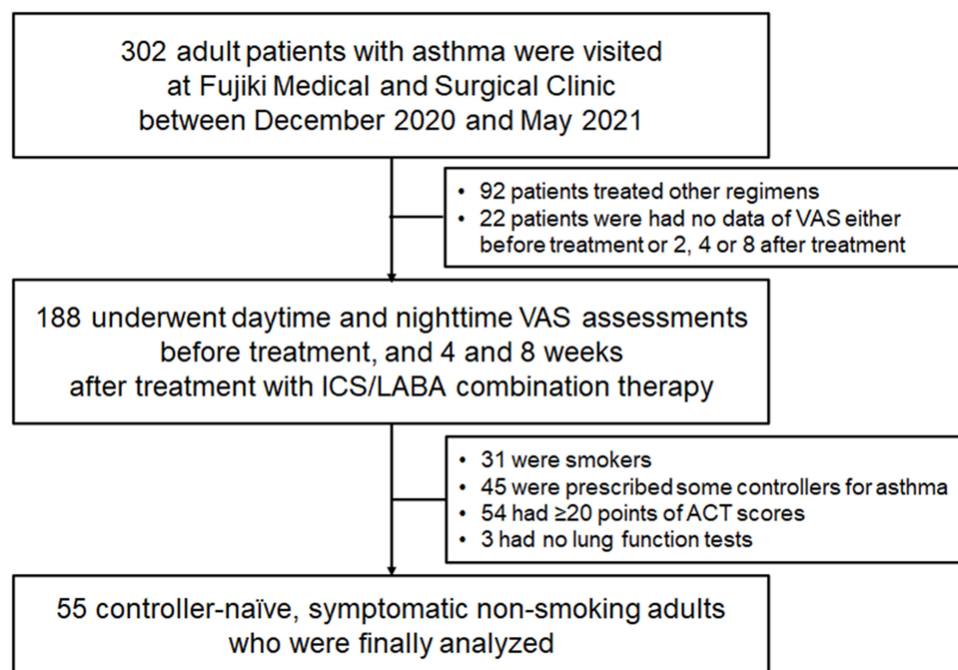 302 adult patients with asthma were visited
at Fujiki Medical and Surgical Clinic
between December 2020 and May 2021
• 92 patients treated other regimens
• 22 patients were had no data of VAS either
before treatment or 2, 4 or 8 after treatment
188 underwent daytime and nighttime VAS assessments
before treatment, and 4 and 8 weeks
after treatment with ICS/LABA combination therapy
• 31 were smokers
• 45 were prescribed some controllers for asthma
• 54 had ≥20 points of ACT scores
• 3 had no lung function tests
55 controller-naïve, symptomatic non-smoking adults
who were finally analyzed